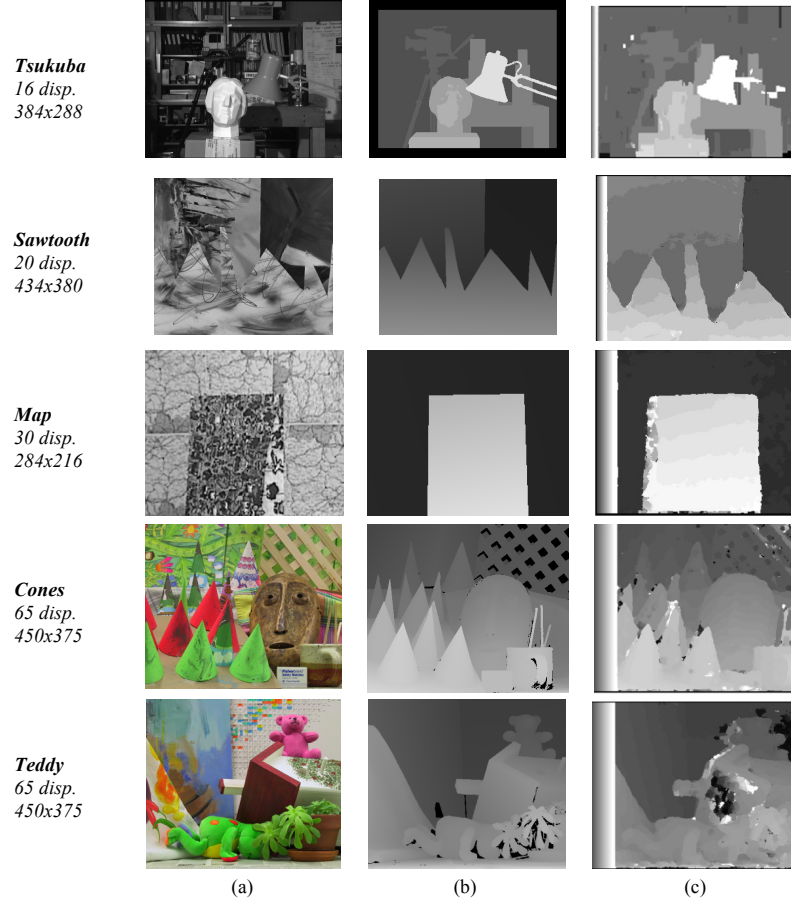 Tsukuba
16 disp.
384x288
Sawtooth
20 disp.
434x380
Map
30 disp.
284x216
Cones
65 disp.
450x375
Teddy
65 disp.
450x375
(a)
(b)
(c)